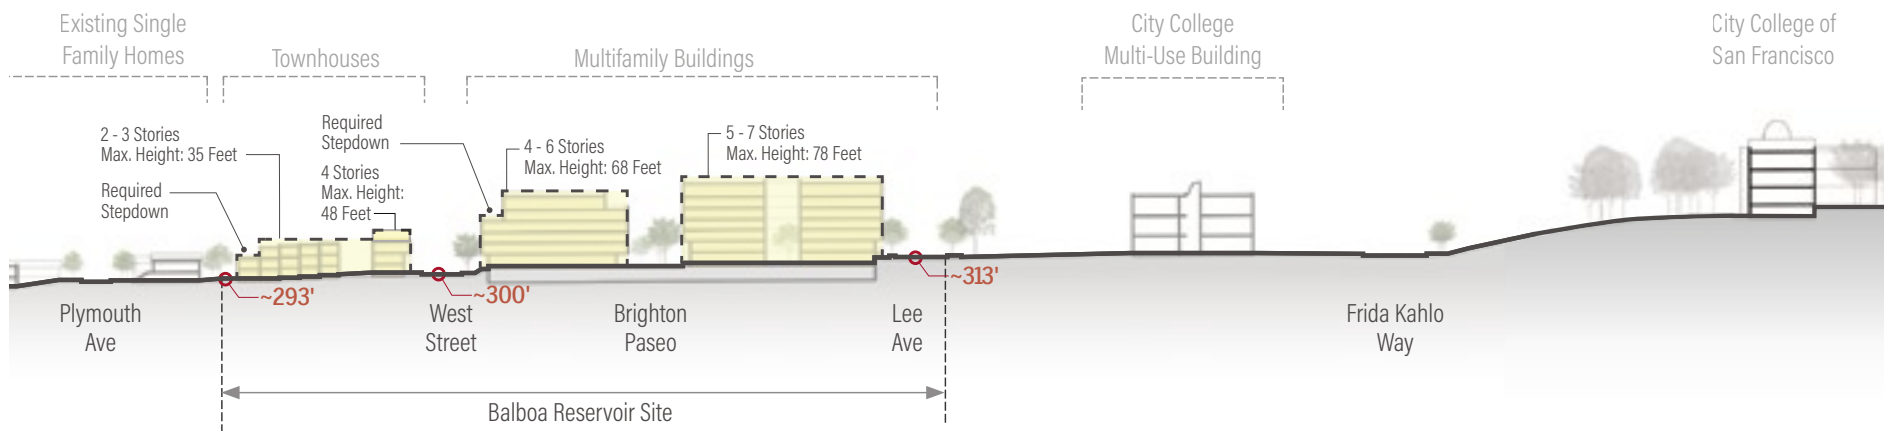 Existing Single
Family Homes
Townhouses
Multifamily Buildings
City College
Multi-Use Building
City College of
San Francisco
2 - 3 Stories
Max. Height: 35 Feet
Required
Stepdown
Required
Stepdown
4 Stories
Max. Height:
48 Feet
4 - 6 Stories
Max. Height: 68 Feet
5 - 7 Stories
Max. Height: 78 Feet
~293'
~300'
~313'
Plymouth
Ave
West
Street
Brighton
Paseo
Lee
Ave
Frida Kahlo
Way
Balboa Reservoir Site